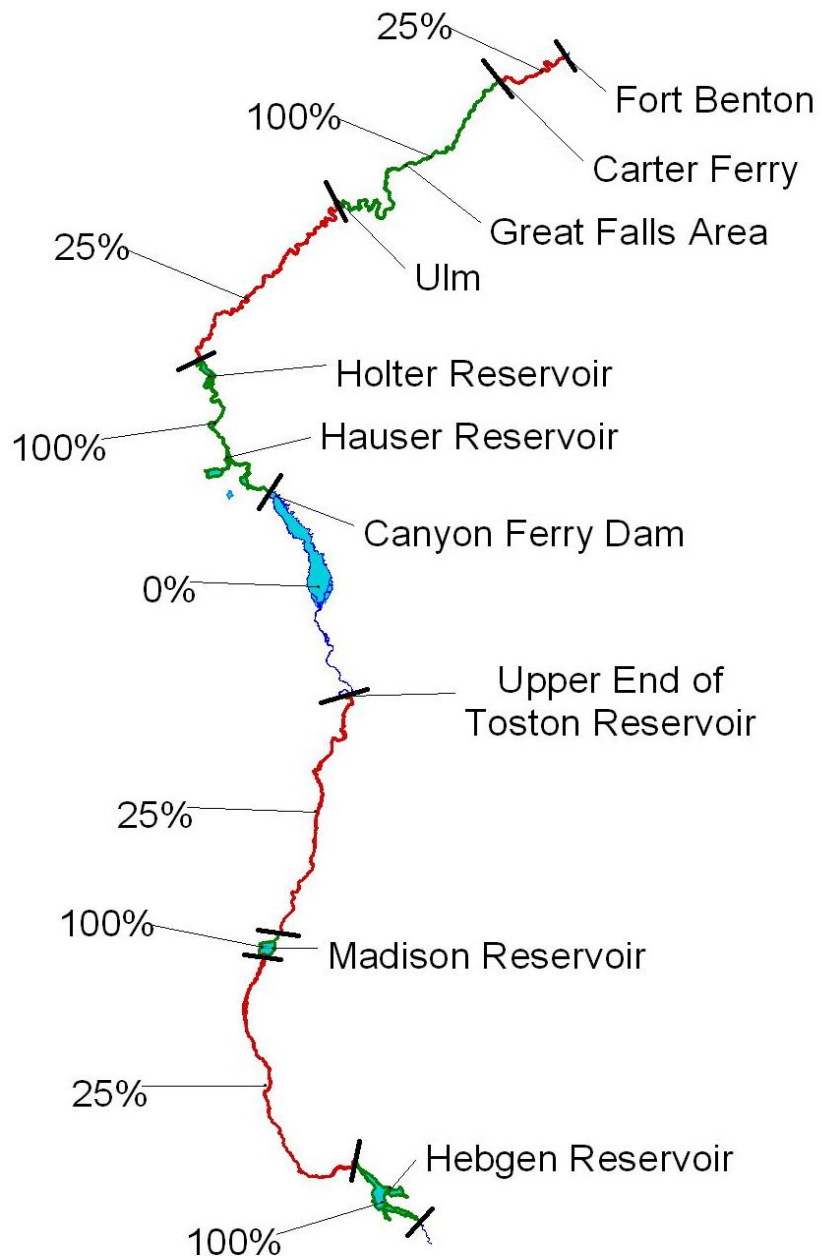 25%
Fort Benton
100%
Carter Ferry
Great Falls Area
25%
Ulm
Holter Reservoir
100%
Hauser Reservoir
Canyon Ferry Dam
0%
Upper End of
Toston Reservoir
25%
100%
Madison Reservoir
25%
Hebgen Reservoir
100%